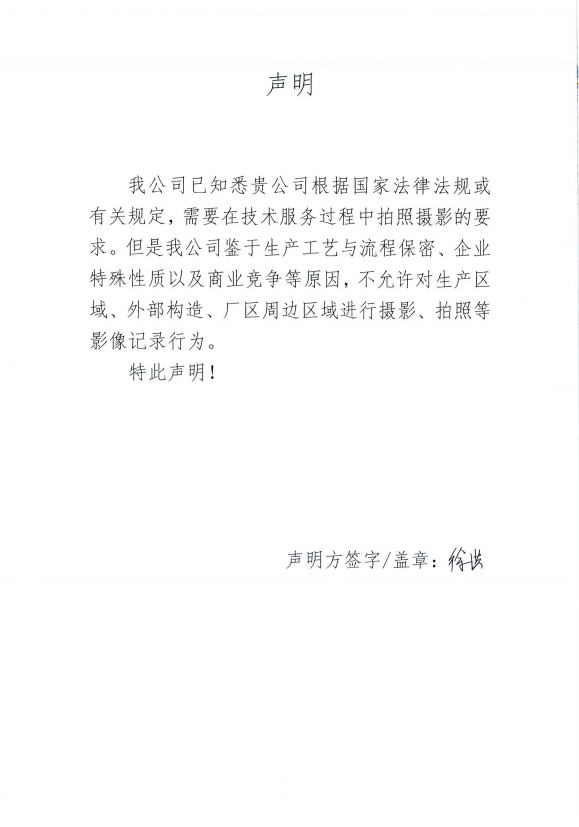 声明
我公司已知悉贵公司根据国家法律法规或
有关规定，需要在技术服务过程中拍照摄影的要
求。但是我公司鉴于生产工艺与流程保密、企业
特殊性质以及商业竞争等原因，不允许对生产区
域、外部构造、厂区周边区域进行摄影、拍照等
影像记录行为。
特此声明！
声明方签字/盖章：徐洪